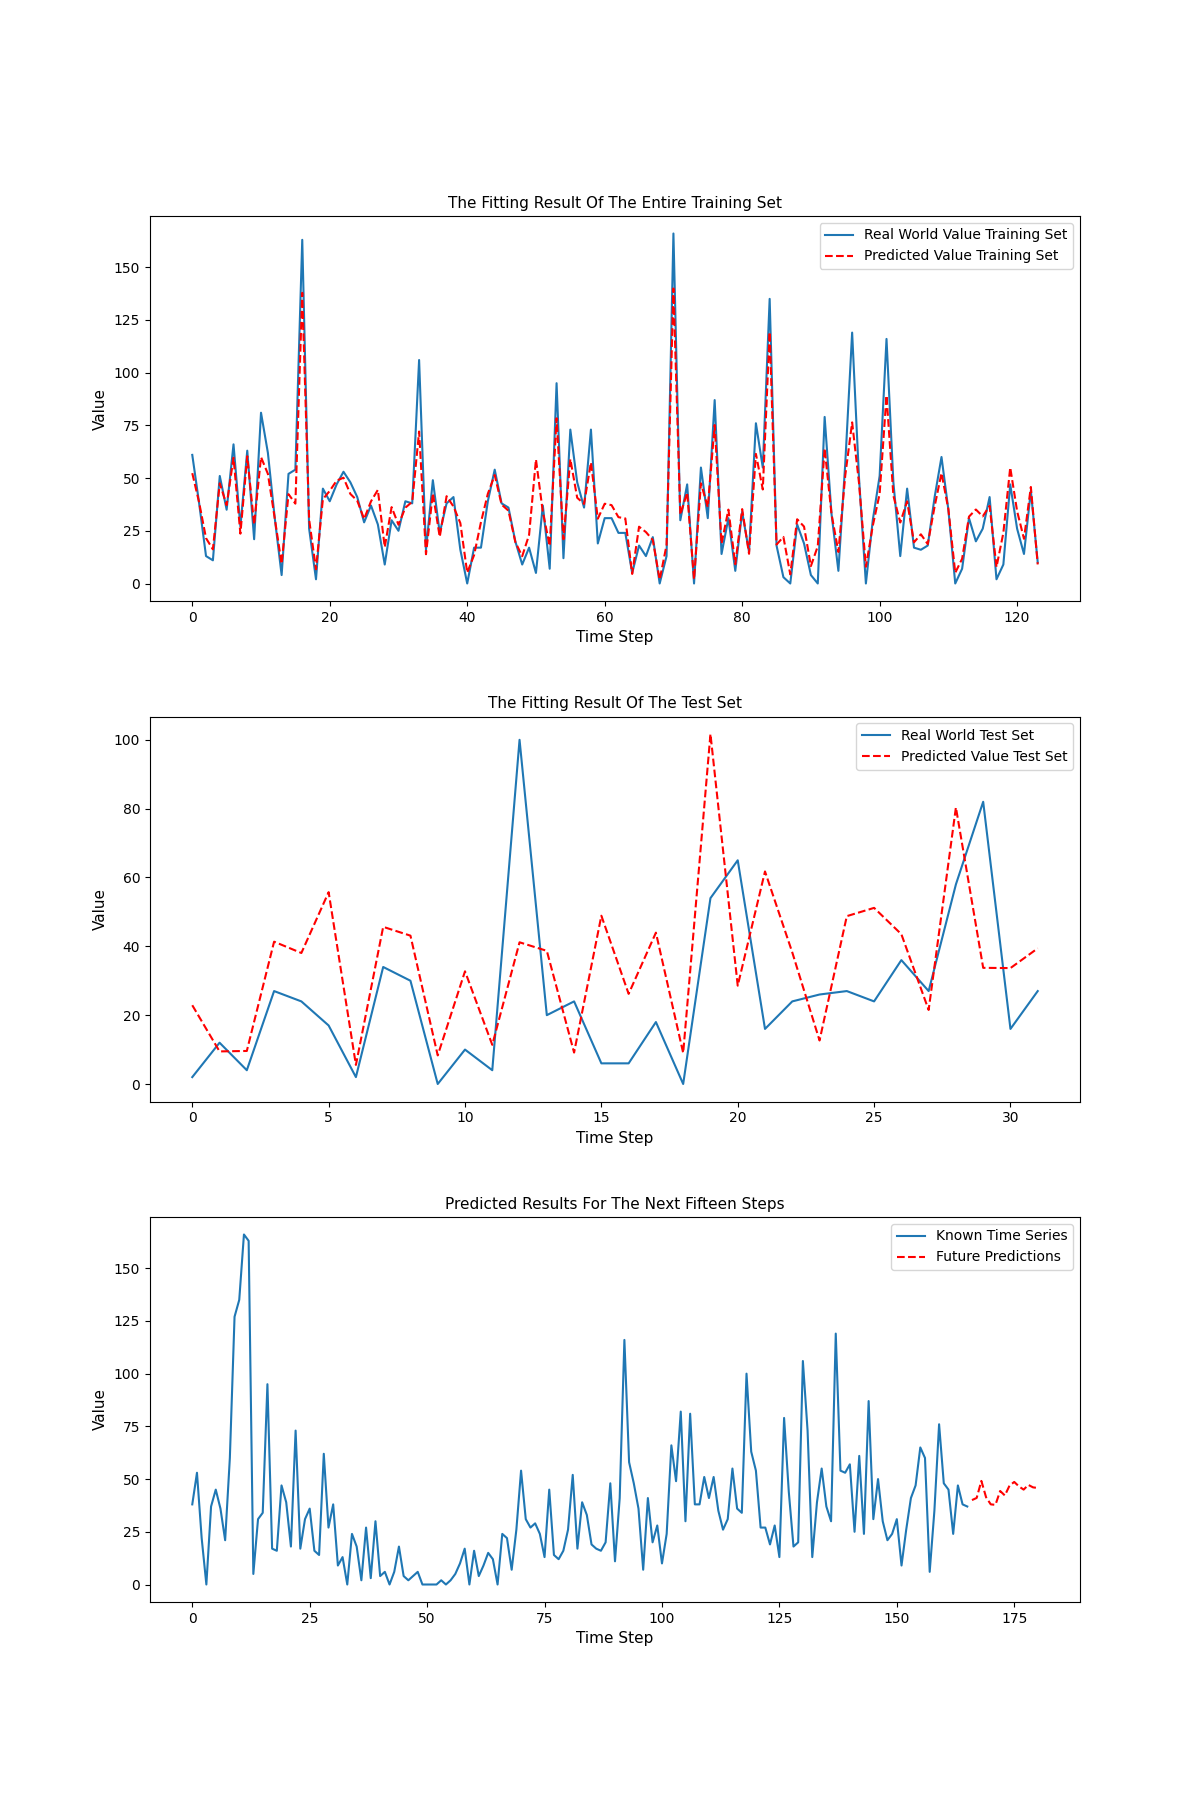 The Fitting Result Of The Entire Training Set
Real World Value Training Set
Predicted Value Training Set
150
125
100
75
50
25
0
Value
0 20 40 60 80 100 120
Time Step
The Fitting Result Of The Test Set
Real World Test Set
Predicted Value Test Set
100
80
60
40
20
0
Value
0 5 10 15 20 25 30
Time Step
Predicted Results For The Next Fifteen Steps
Known Time Series
Future Predictions
150
125
100
75
50
25
0
Value
0 25 50 75 100 125 150 175
Time Step